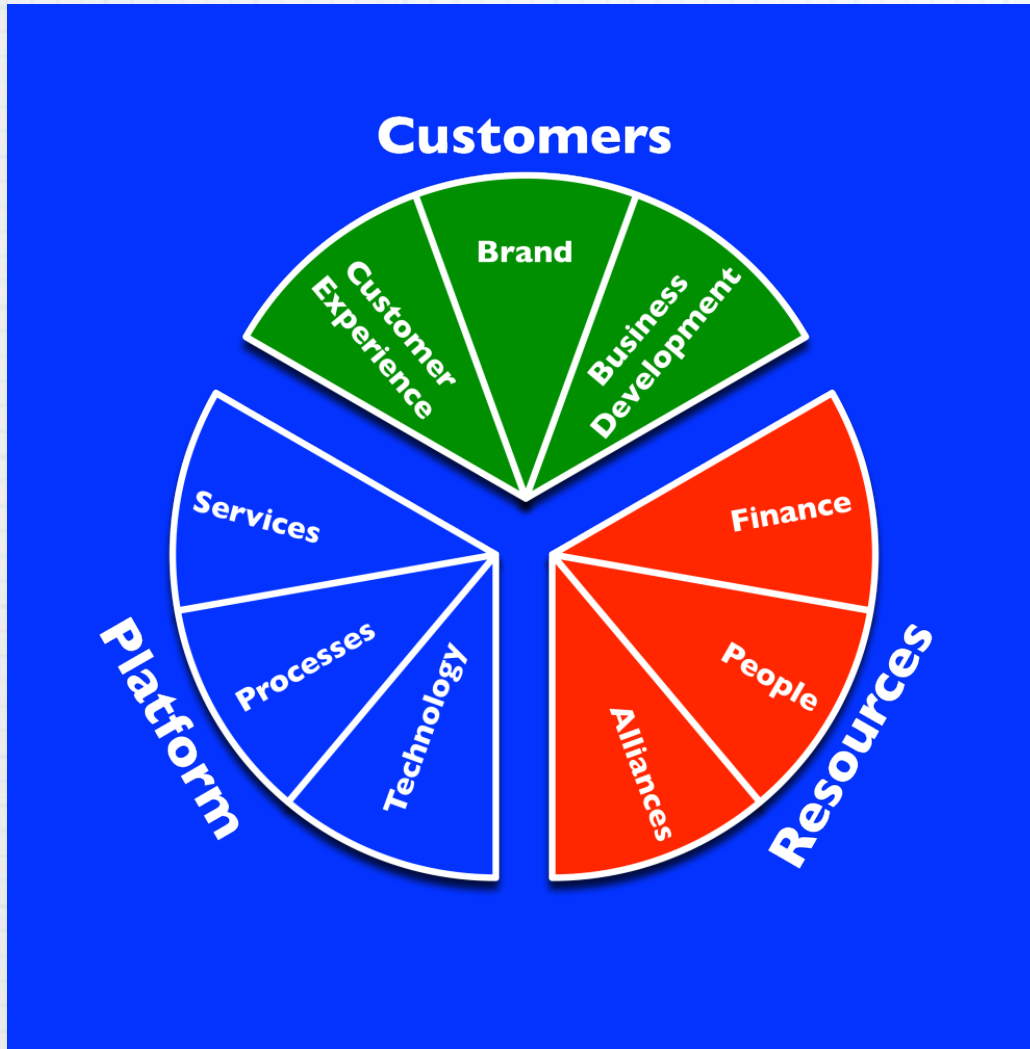 Customers
Customer
Experience
Brand
Business
Development
Services
Processes
Technology
Platform
Finance
People
Alliances
Resources